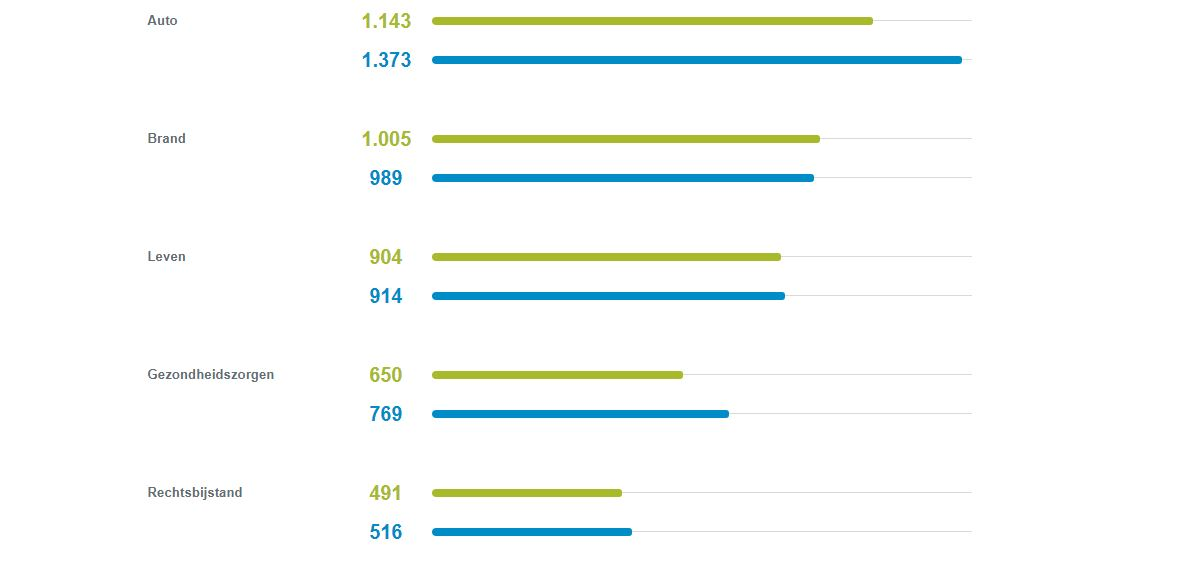 Auto 1.143
1.373
Brand 1.005
989
Leven 904
914
Gezondheidszorgen 650
769
Rechtsbijstand 491
516